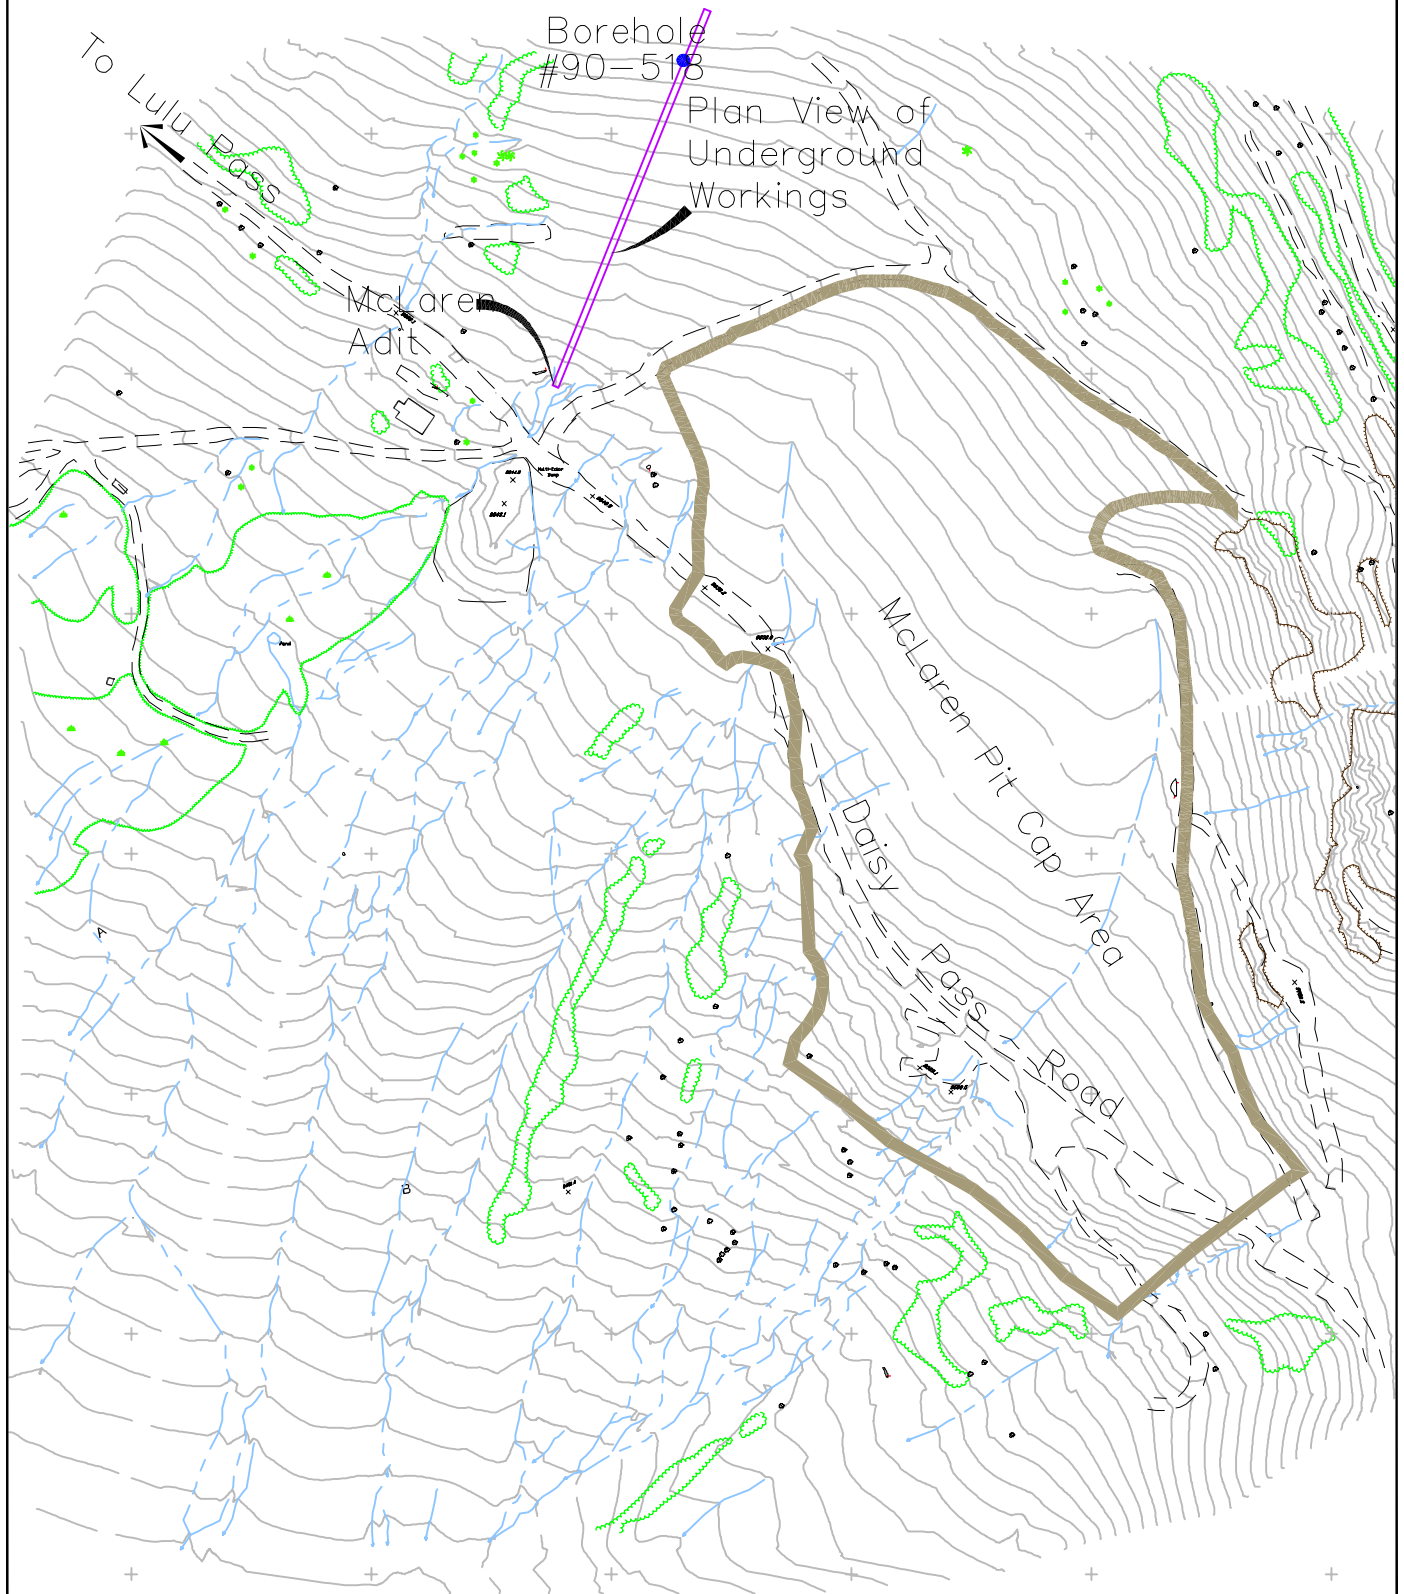 Borehole
#90-518
To Lulu Pass
Plan View of
Underground
Workings
McLaren
Adit
McLaren Pit Cap Area
Daisy Pass Road
Pond